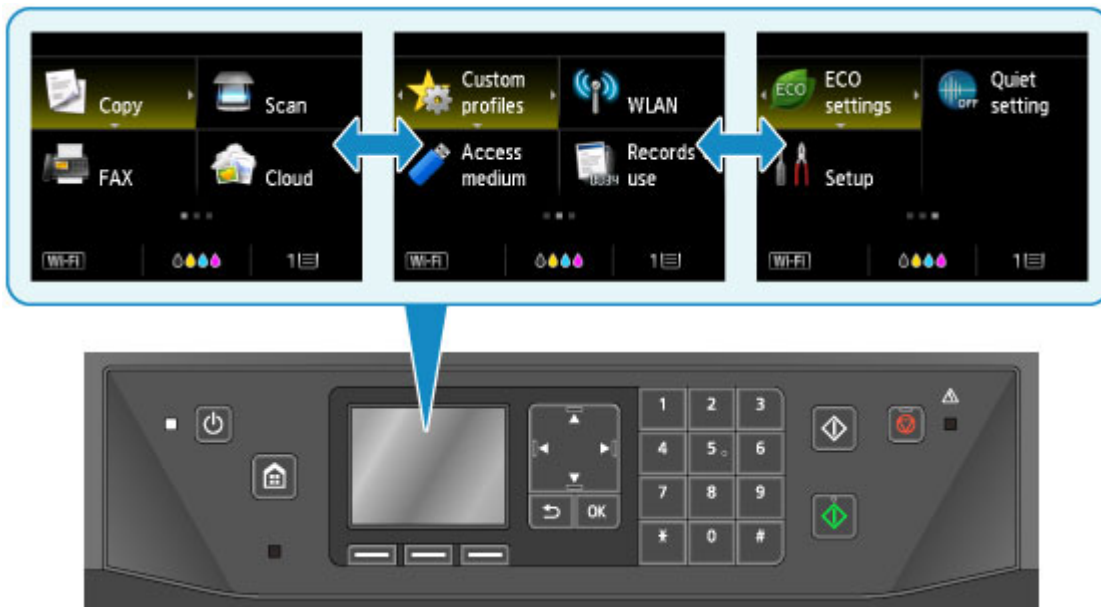 Copy
Scan
FAX
Cloud
Wi-Fi
1
Custom
profiles
WLAN
Access
medium
Records
use
Wi-Fi
1
ECO
ECO
settings
OFF
Quiet
setting
Setup
Wi-Fi
1
1 2 3
4 5 6
7 8 9
OK
* 0 #